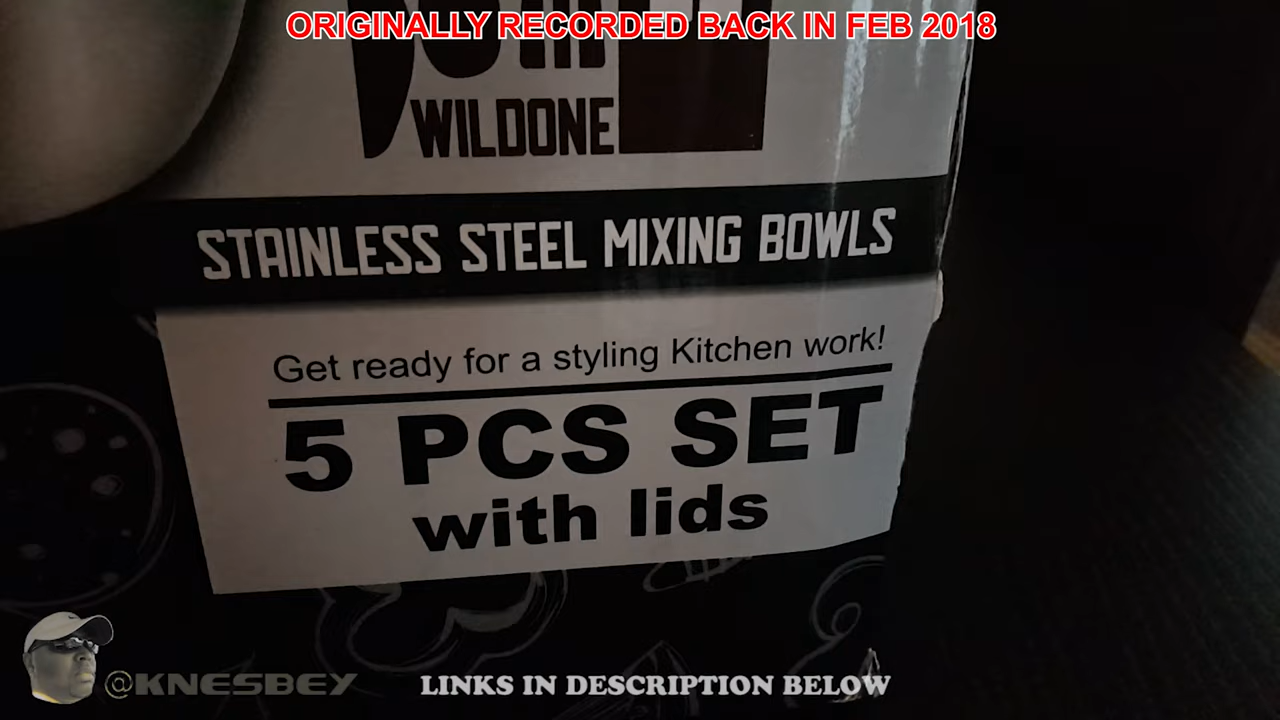 ORIGINALLY RECORDED BACK IN FEB 2018
WILDONE
STAINLESS STEEL MIXING BOWLS
Get ready for a styling Kitchen work!
5 PCS SET
with lids
@KNESBEY
LINKS IN DESCRIPTION BELOW